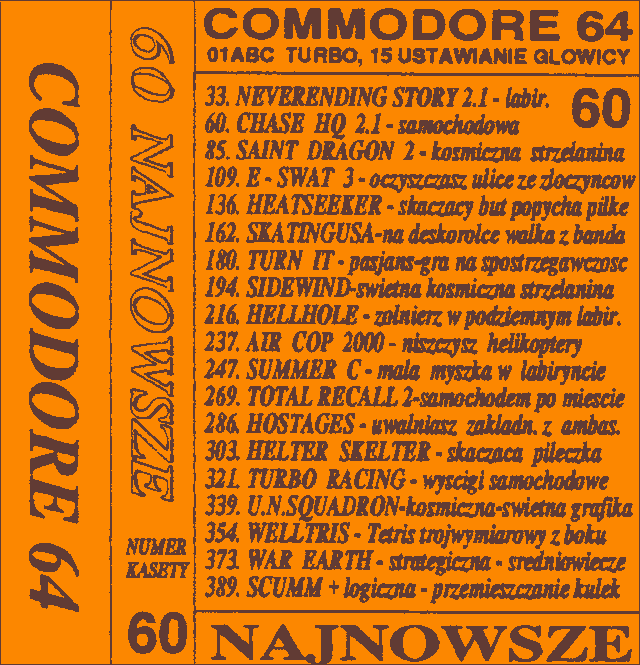 COMMODORE 64
60 NAJNOWSZE
NUMER
KASETY
60
COMMODORE 64
01ABC TURBO, 15 USTAWIANIE GLOWICY
60
33. NEVERENDING STORY 2.1 - labir.
60. CHASE HQ 2.1 - samochodowa
85. SAINT DRAGON 2 - kosmiczna strzelanina
109. E - SWAT 3 - oczyszczasz ulice ze zloczyncow
136. HEATSEEKER - skaczacy but popycha pilke
162. SKATINGUSA-na deskorolce walka z banda
180. TURN IT - pasjans-gra na spostrzegawczosc
194. SIDEWIND-swietna kosmiczna strzelanina
216. HELLHOLE - zolnierz w podziemnym labir.
237. AIR COP 2000 - niszczysz helikoptery
247. SUMMER C - mala myszka w labiryncie
269. TOTAL RECALL 2-samochodem po miescie
286. HOSTAGES - uwalniasz zakladn. z ambas.
303. HELTER SKELTER - skaczaca pileczka
321. TURBO RACING - wyscigi samochodowe
339. U.N.SQUADRON-kosmiczna-swietna grafika
354. WELLTRIS - Tetris trojwymiarowy z boku
373. WAR EARTH - strategiczna - sredniowiecze
389. SCUMM + logiczna - przemieszczanie kulek
NAJNOWSZE